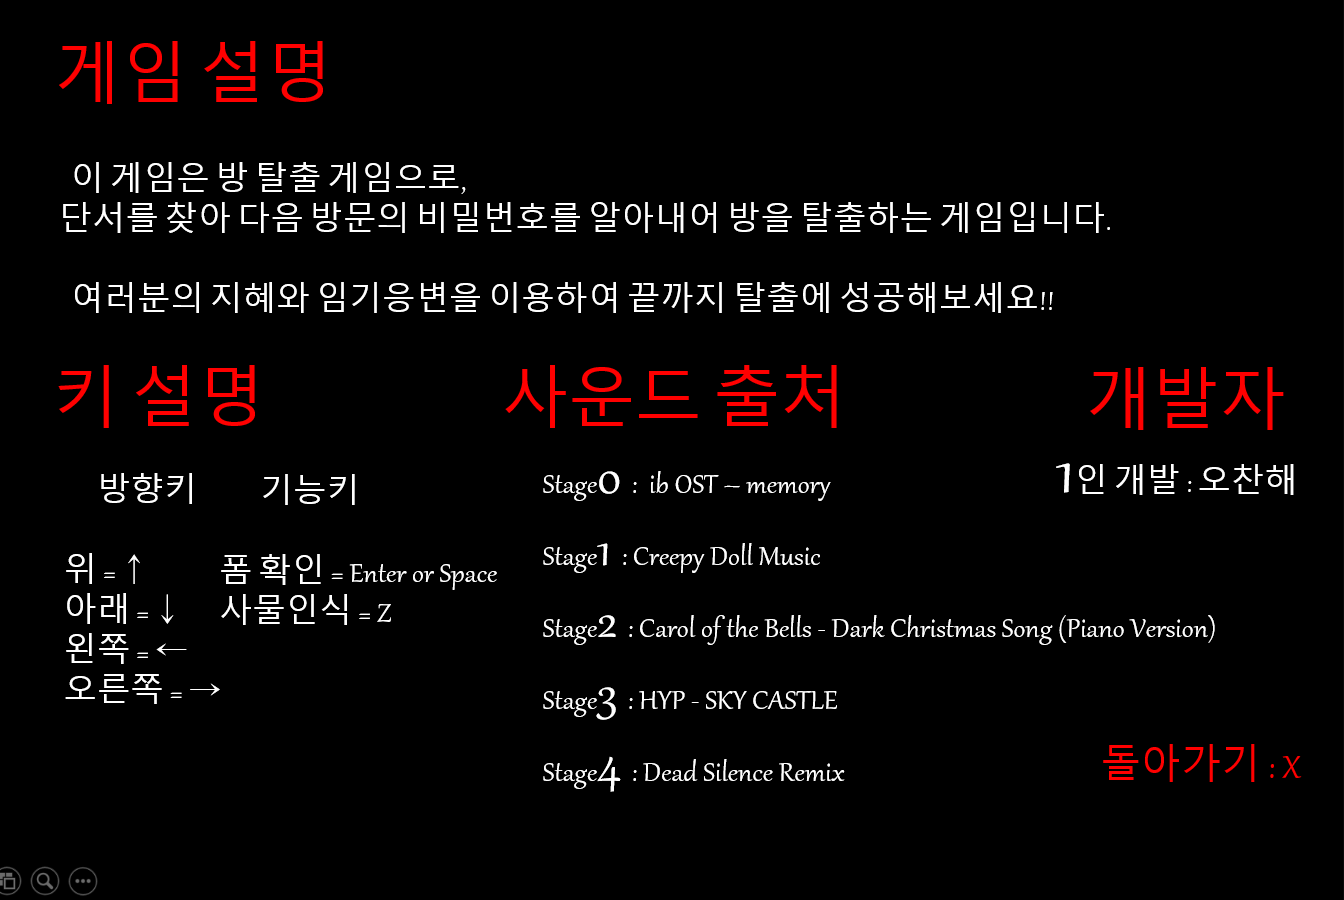 게임 설명
이 게임은 방 탈출 게임으로,
단서를 찾아 다음 방문의 비밀번호를 알아내어 방을 탈출하는 게임입니다.
여러분의 지혜와 임기응변을 이용하여 끝까지 탈출에 성공해보세요!!
키 설명
방향키 기능키
위 = ↑ 폼 확인 = Enter or Space
아래 = ↓ 사물인식 = Z
왼쪽 = ←
오른쪽 = →
사운드 출처
Stage0 : ib OST – memory
Stage1 : Creepy Doll Music
Stage2 : Carol of the Bells - Dark Christmas Song (Piano Version)
Stage3 : HYP - SKY CASTLE
Stage4 : Dead Silence Remix
개발자
1인 개발 : 오찬해
돌아가기 : X